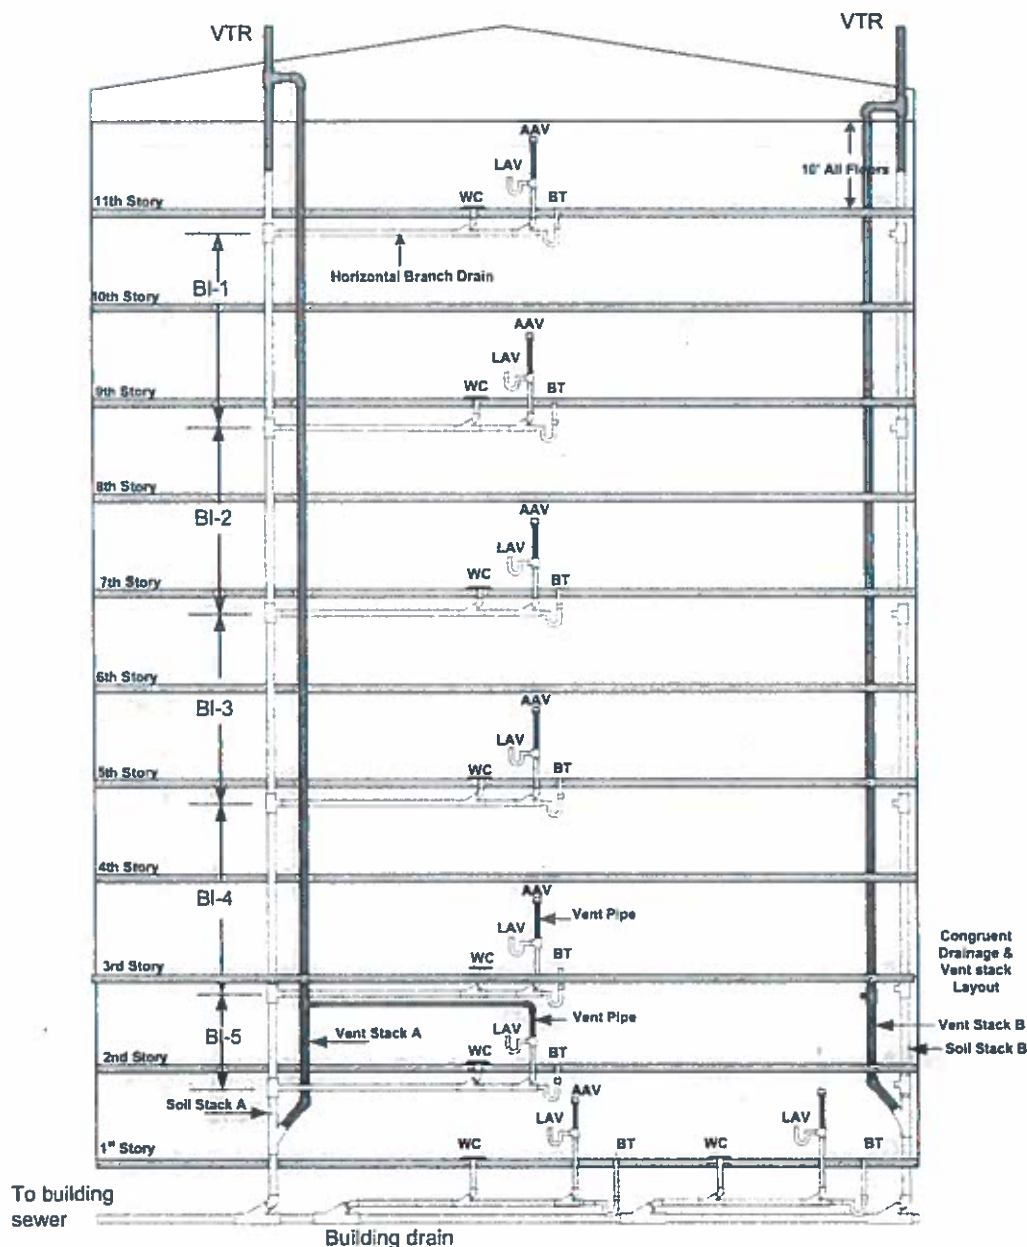 VTR
VTR
AAV
LAV
WC
BT
10' All Floors
11th Story
Horizontal Branch Drain
BI-1
10th Story
AAV
LAV
WC
BT
9th Story
8th Story
BI-2
AAV
LAV
WC
BT
7th Story
6th Story
BI-3
AAV
LAV
WC
BT
5th Story
4th Story
BI-4
AAV
Vent Pipe
LAV
WC
BT
3rd Story
Congruent
Drainage &
Vent stack
Layout
BI-5
Vent Stack A
Vent Pipe
LAV
WC
BT
Vent Stack B
Soil Stack B
2nd Story
AAV
Soil Stack A
LAV
LAV
1st Story
WC
BT
WC
BT
To building
sewer
Building drain